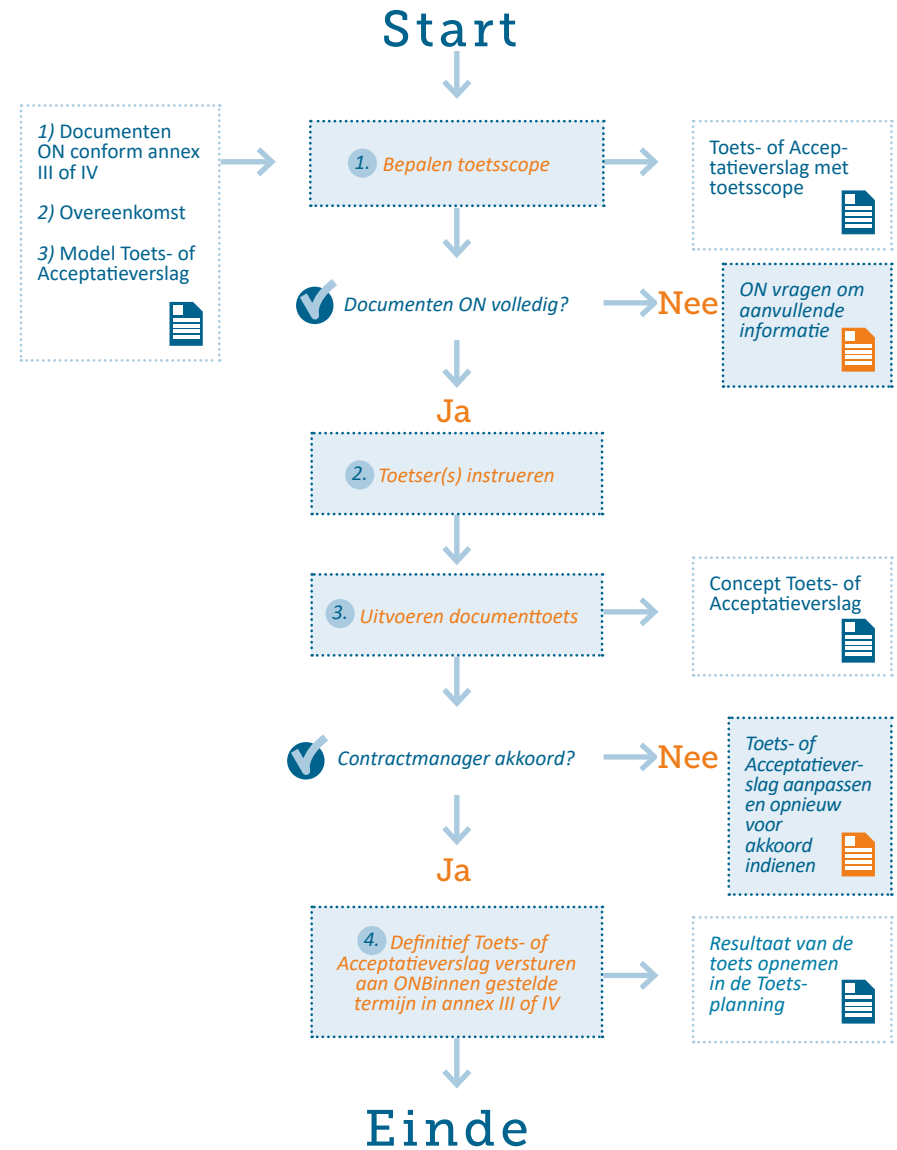 Start
1) Documenten
ON conform annex
III of IV
2) Overeenkomst
3) Model Toets- of
Acceptatieverslag
1. Bepalen toetsscope
Toets- of Accep-
tatieverslag met
toetsscope
Documenten ON volledig?
Nee
ON vragen om
aanvullende
informatie
Ja
2. Toetser(s) instrueren
3. Uitvoeren documenttoets
Concept Toets- of
Acceptatieverslag
Contractmanager akkoord?
Nee
Toets- of
Acceptatiever-
slag aanpassen
en opnieuw
voor
akkoord
indienen
Ja
4. Definitief Toets- of
Acceptatieverslag versturen
aan ONBinnen gestelde
termijn in annex III of IV
Resultaat van de
toets opnemen
in de Toets-
planning
Einde